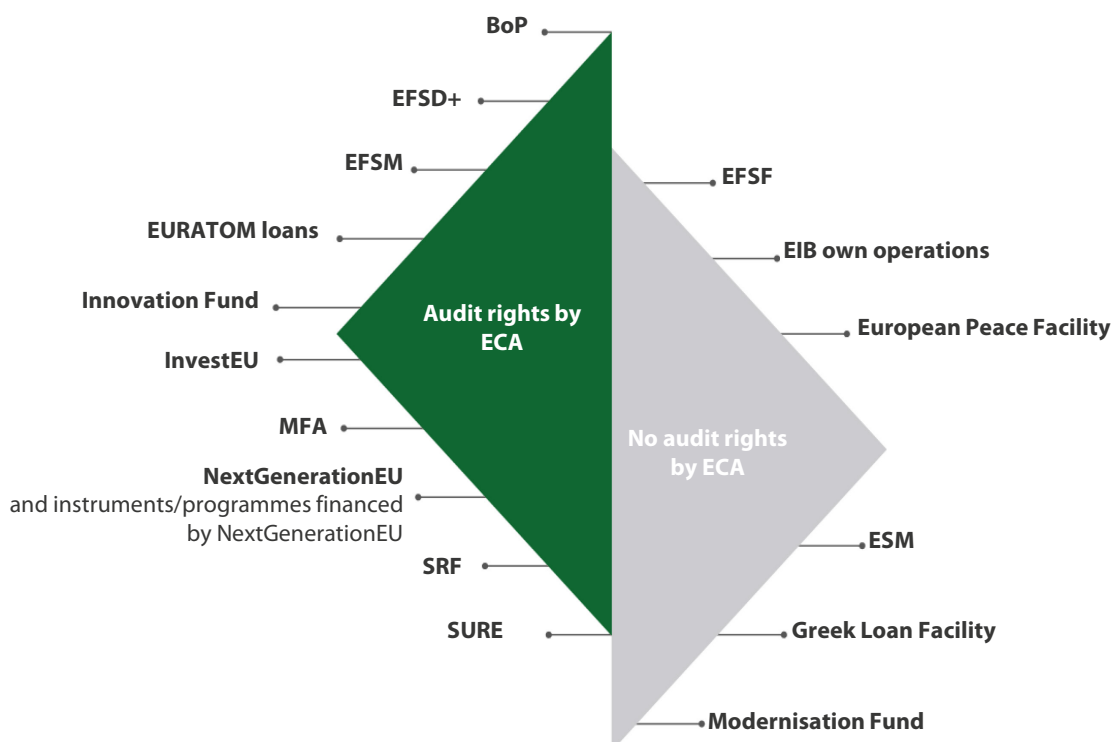 BoP
EFSD+
EFSM
EURATOM loans
Innovation Fund
InvestEU
MFA
NextGenerationEU
and instruments/programmes financed
by NextGenerationEU
SRF
SURE
Audit rights by
ECA
No audit rights
by ECA
EFSF
EIB own operations
European Peace Facility
ESM
Greek Loan Facility
Modernisation Fund